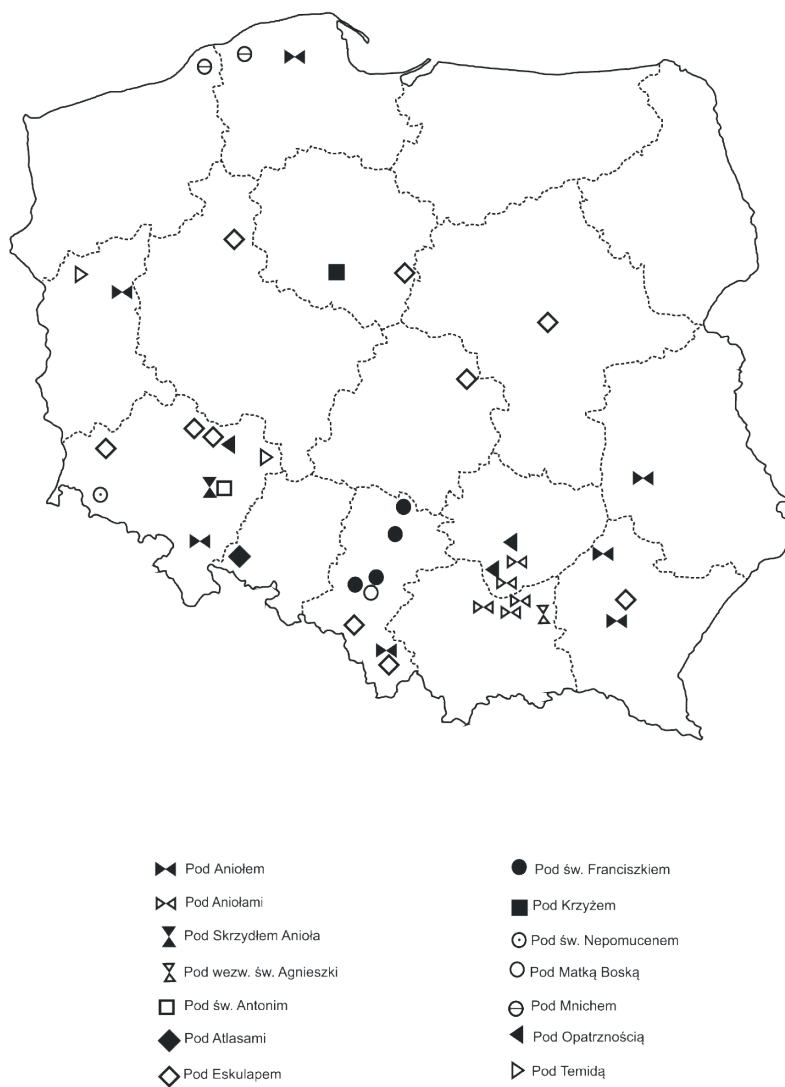 Pod Aniołem
Pod Aniołami
Pod Skrzydłem Anioła
Pod wezw. św. Agnieszki
Pod św. Antonim
Pod Atlasami
Pod Eskulapem
Pod św. Franciszkiem
Pod Krzyżem
Pod św. Nepomucenem
Pod Matką Boską
Pod Mnichem
Pod Opatrznością
Pod Temidą